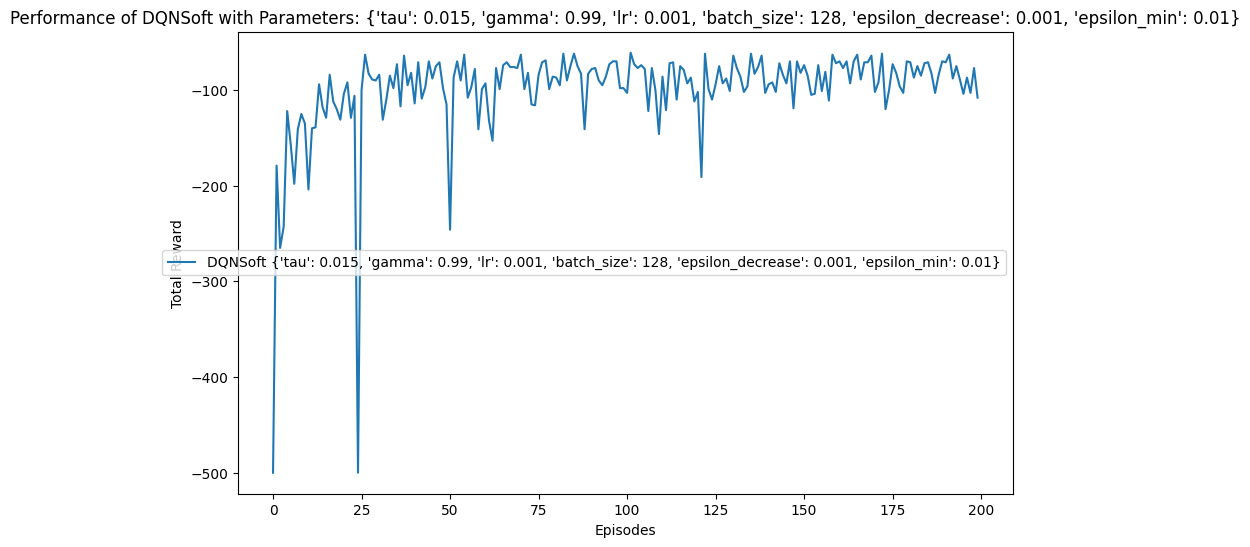 Performance of DQNSoft with Parameters: {'tau': 0.015, 'gamma': 0.99, 'lr': 0.001, 'batch_size': 128, 'epsilon_decrease': 0.001, 'epsilon_min': 0.01}
−100
−200
−300
−400
−500
Total Reward
DQNSoft {'tau': 0.015, 'gamma': 0.99, 'lr': 0.001, 'batch_size': 128, 'epsilon_decrease': 0.001, 'epsilon_min': 0.01}
0 25 50 75 100 125 150 175 200
Episodes